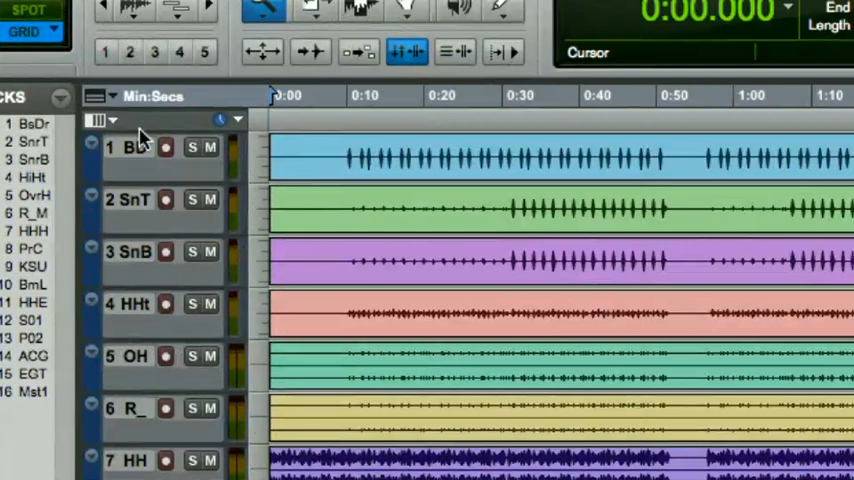 SPOT
GRID
1 2 3 4 5
0:00.000
End
Length
Cursor
CKS
Min:Secs
0:00 0:10 0:20 0:30 0:40 0:50 1:00 1:10
1 BsDr
2 SnrT
3 SnrB
4 HiHt
5 OvrH
6 R_M
7 HHH
8 PrC
9 KSU
10 BmL
11 HHE
12 S01
13 P02
14 ACG
15 EGT
16 Mst1
1 S M
2 SnT S M
3 SnB S M
4 HHt S M
5 OH S M
6 R_ S M
7 HH S M